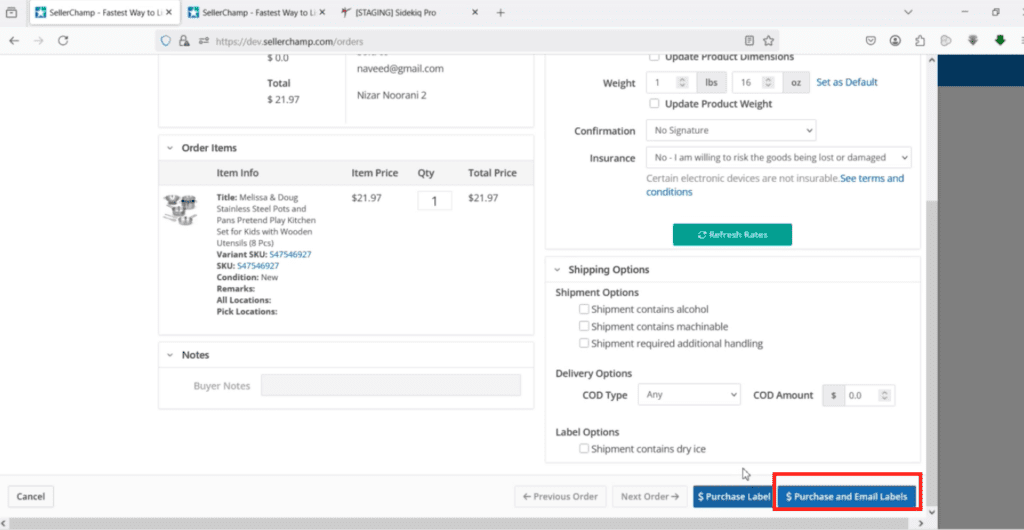 SellerChamp - Fastest Way to Li
SellerChamp - Fastest Way to Li
[STAGING] Sidekiq Pro
https://dev.sellerchamp.com/orders
$ 0.0
Total
$ 21.97
naveed@gmail.com
Nizar Noorani 2
Order Items
Item Info Item Price Qty Total Price
Title: Melissa & Doug
Stainless Steel Pots and
Pans Pretend Play Kitchen
Set for Kids with Wooden
Utensils (8 Pcs)
Variant SKU: S47546927
SKU: S47546927
Condition: New
Remarks:
All Locations:
Pick Locations:
$21.97 1 $21.97
Notes
Buyer Notes
Update Product Dimensions
Weight 1 lbs 16 oz Set as Default
Update Product Weight
Confirmation No Signature
Insurance No - I am willing to risk the goods being lost or damaged
Certain electronic devices are not insurable.See terms and
conditions
Refresh Rates
Shipping Options
Shipment Options
Shipment contains alcohol
Shipment contains machinable
Shipment required additional handling
Delivery Options
COD Type Any COD Amount $ 0.0
Label Options
Shipment contains dry ice
Cancel
← Previous Order
Next Order →
$ Purchase Label
$ Purchase and Email Labels